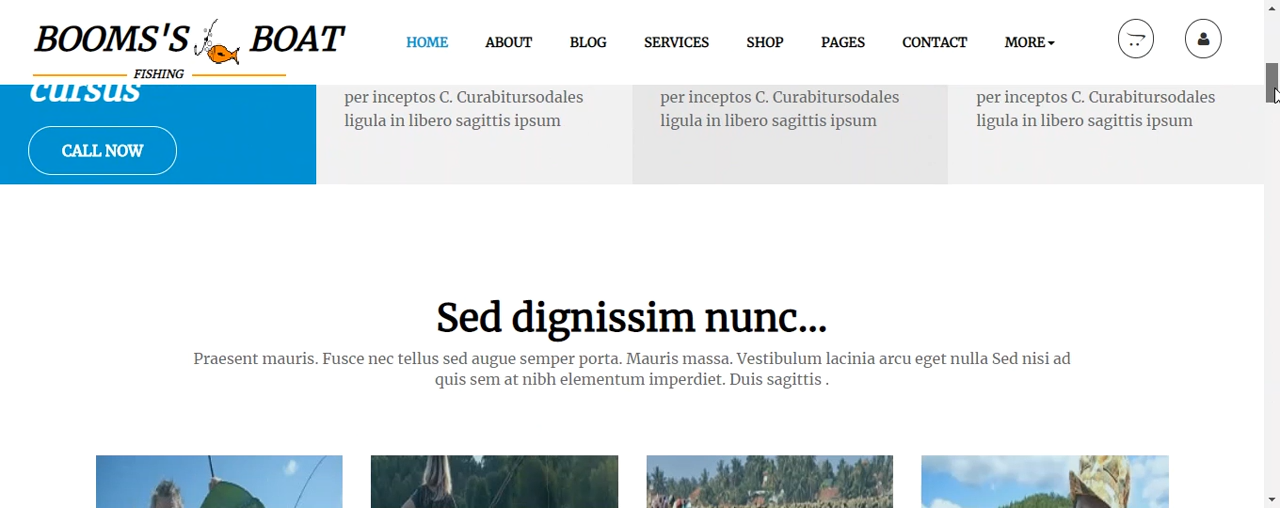 BOOMS'S BOAT
FISHING
HOME ABOUT BLOG SERVICES SHOP PAGES CONTACT MORE
cursus
CALL NOW
per inceptos C. Curabitursodales
ligula in libero sagittis ipsum
per inceptos C. Curabitursodales
ligula in libero sagittis ipsum
per inceptos C. Curabitursodales
ligula in libero sagittis ipsum
Sed dignissim nunc...
Praesent mauris. Fusce nec tellus sed augue semper porta. Mauris massa. Vestibulum lacinia arcu eget nulla Sed nisi ad
quis sem at nibh elementum imperdiet. Duis sagittis .